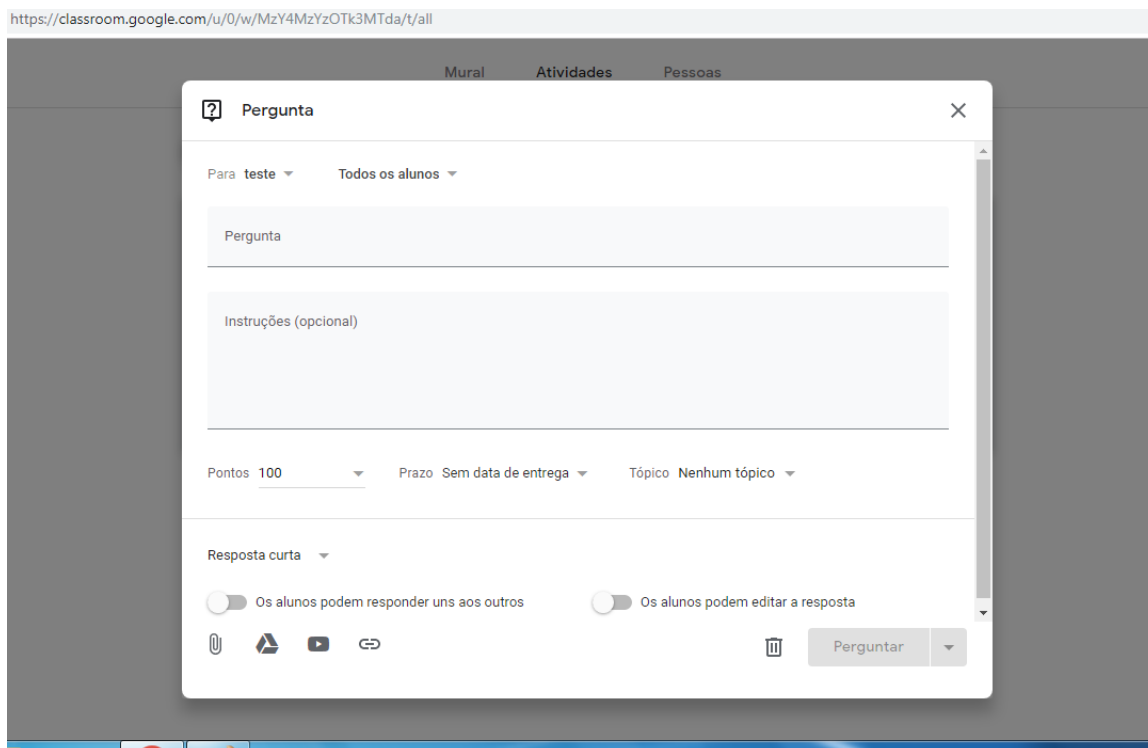 https://classroom.google.com/u/0/w/MzY4MzYzOTk3MTda/t/all
Mural Atividades Pessoas
Pergunta
Para teste Todos os alunos
Pergunta
Instruções (opcional)
Pontos 100 Prazo Sem data de entrega Tópico Nenhum tópico
Resposta curta
Os alunos podem responder uns aos outros Os alunos podem editar a resposta
Perguntar